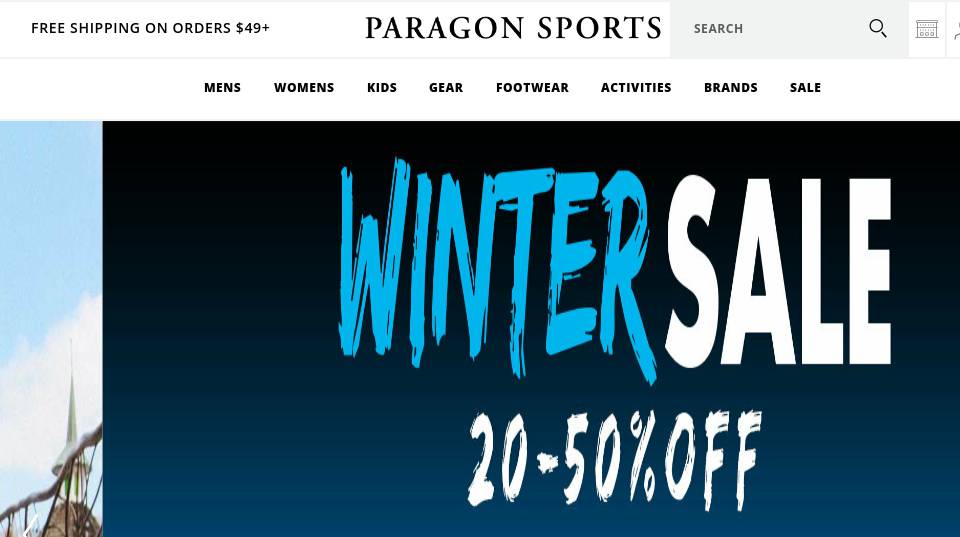 FREE SHIPPING ON ORDERS $49+
PARAGON SPORTS
SEARCH
MENS WOMENS KIDS GEAR FOOTWEAR ACTIVITIES BRANDS SALE
WINTER SALE
20-50% OFF